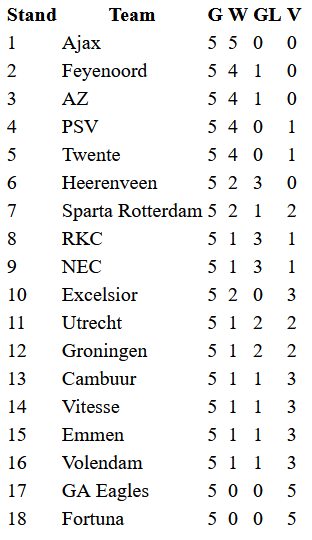 Stand Team G W GL V
1 Ajax 5 5 0 0
2 Feyenoord 5 4 1 0
3 AZ 5 4 1 0
4 PSV 5 4 0 1
5 Twente 5 4 0 1
6 Heerenveen 5 2 3 0
7 Sparta Rotterdam 5 2 1 2
8 RKC 5 1 3 1
9 NEC 5 1 3 1
10 Excelsior 5 2 0 3
11 Utrecht 5 1 2 2
12 Groningen 5 1 2 2
13 Cambuur 5 1 1 3
14 Vitesse 5 1 1 3
15 Emmen 5 1 1 3
16 Volendam 5 1 1 3
17 GA Eagles 5 0 0 5
18 Fortuna 5 0 0 5